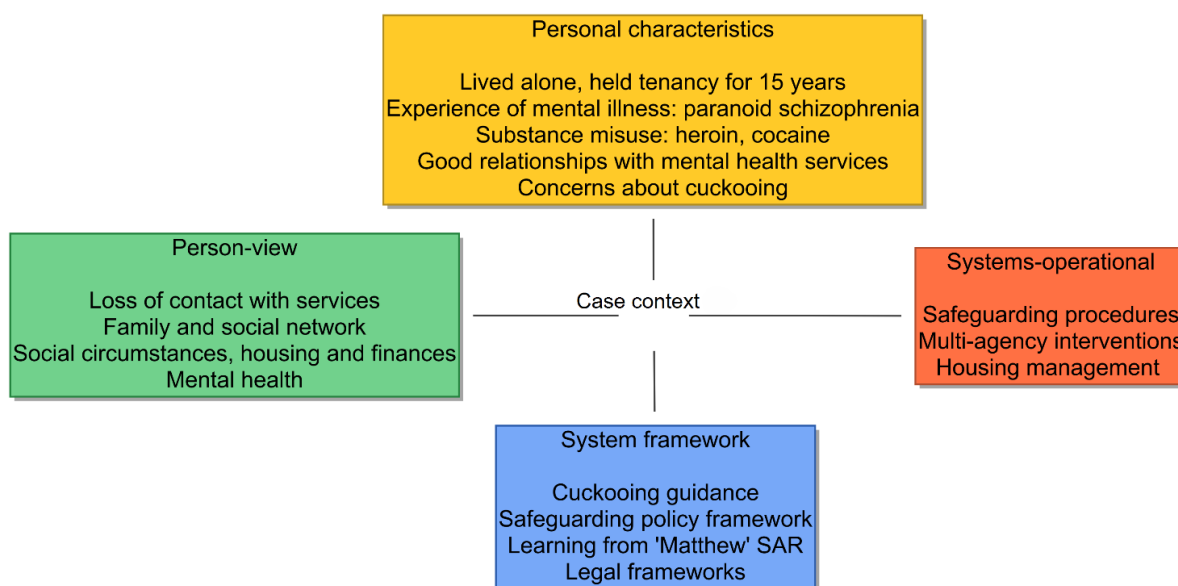 Personal characteristics
Lived alone, held tenancy for 15 years
Experience of mental illness: paranoid schizophrenia
Substance misuse: heroin, cocaine
Good relationships with mental health services
Concerns about cuckooing
Person-view
Loss of contact with services
Family and social network
Social circumstances, housing and finances
Mental health
Case context
Systems-operational
Safeguarding procedures
Multi-agency interventions
Housing management
System framework
Cuckooing guidance
Safeguarding policy framework
Learning from 'Matthew' SAR
Legal frameworks